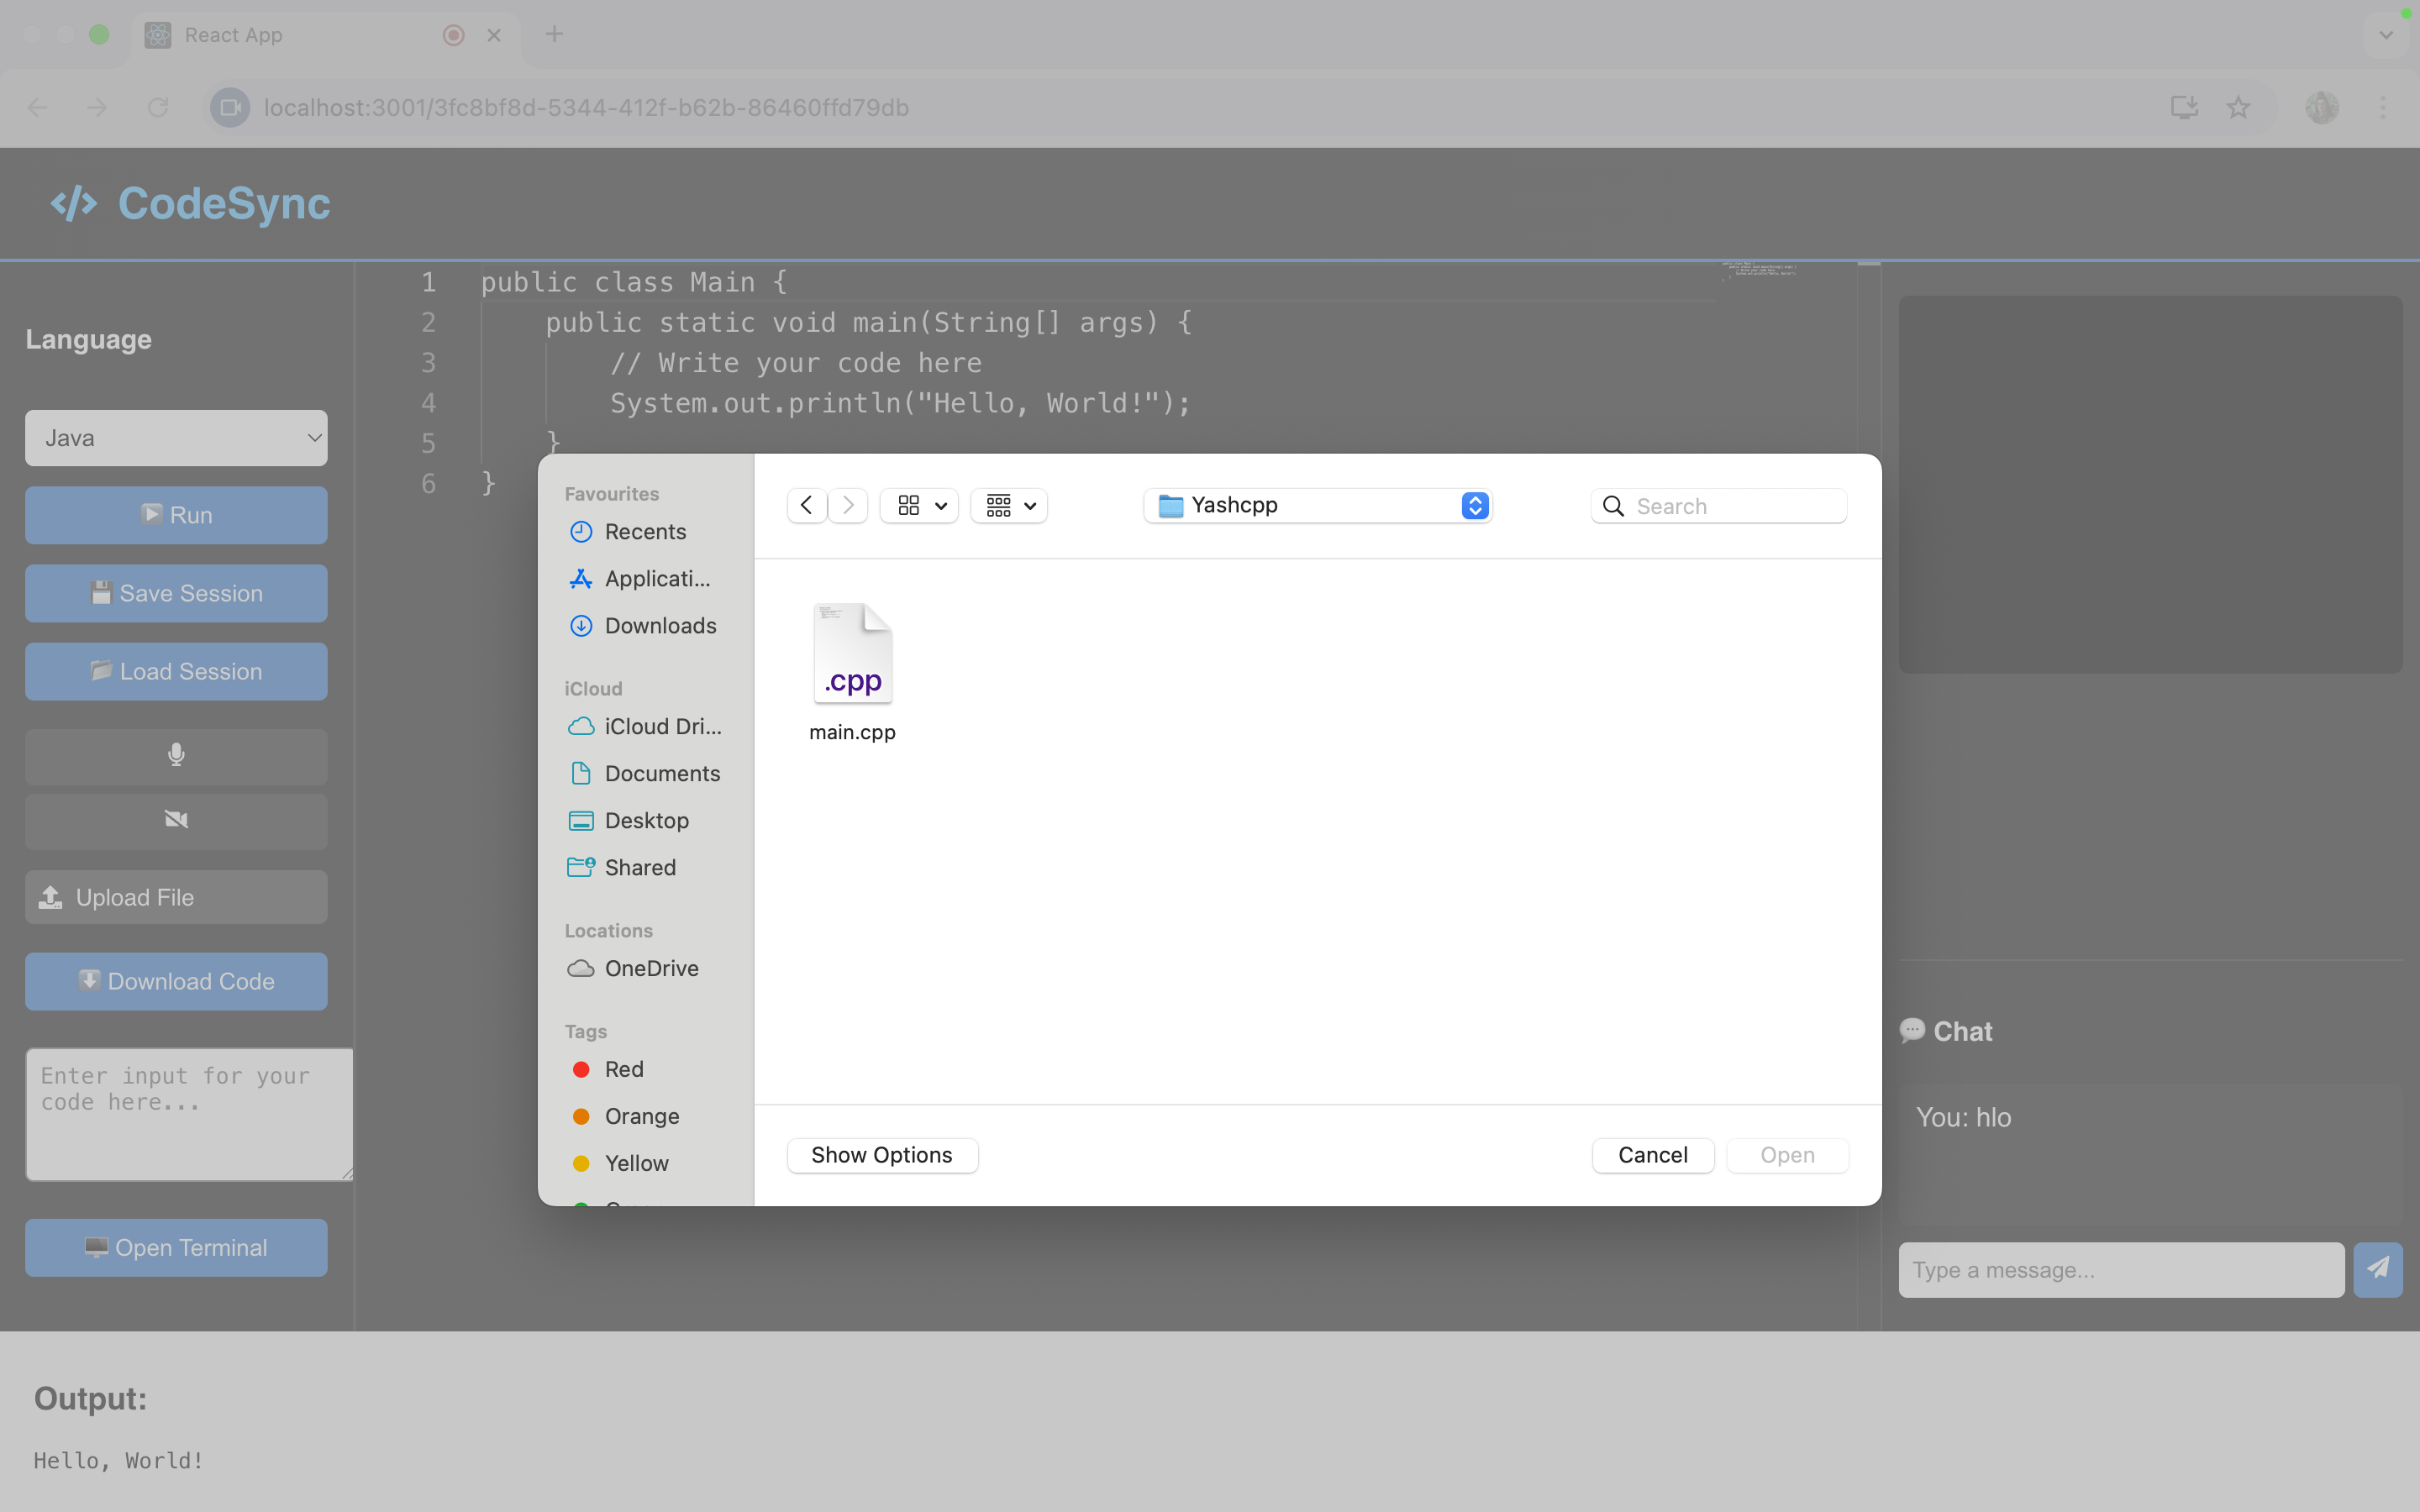 React App
localhost:3001/3fc8bf8d-5344-412f-b62b-86460ffd79db
</> CodeSync
Language
Java
Run
Save Session
Load Session
Upload File
Download Code
Enter input for your
code here...
Open Terminal
1 public class Main {
2 public static void main(String[] args) {
3 // Write your code here
4 System.out.println("Hello, World!");
5 }
6 }
Favourites
Recents
Applicati...
Downloads
iCloud
iCloud Dri...
Documents
Desktop
Shared
Locations
OneDrive
Tags
Red
Orange
Yellow
Yashcpp
Search
.cpp
main.cpp
Show Options
Cancel
Open
Chat
You: hlo
Type a message...
Output:
Hello, World!